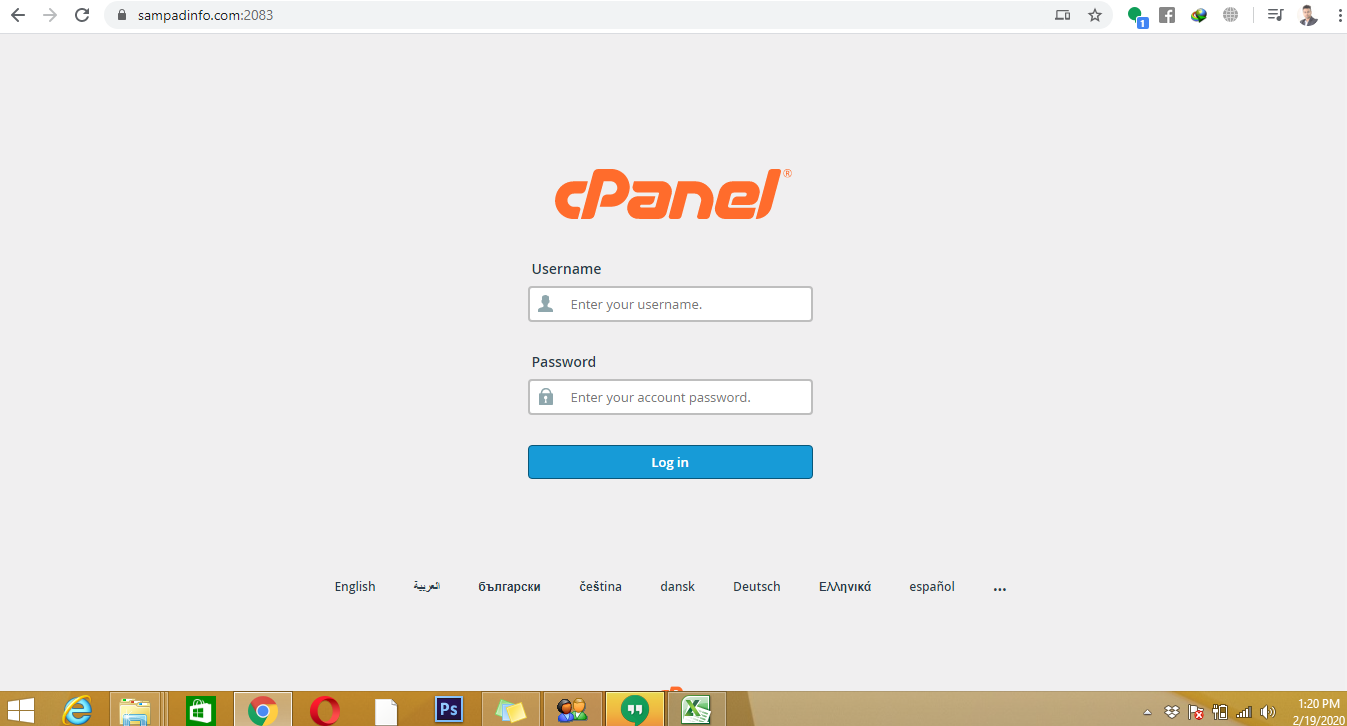 sampadinfo.com:2083
1
cPanel®
Username
Enter your username.
Password
Enter your account password.
Log in
English العربية български čeština dansk Deutsch Ελληνικά español ...
Ps
1:20 PM
2/19/2020